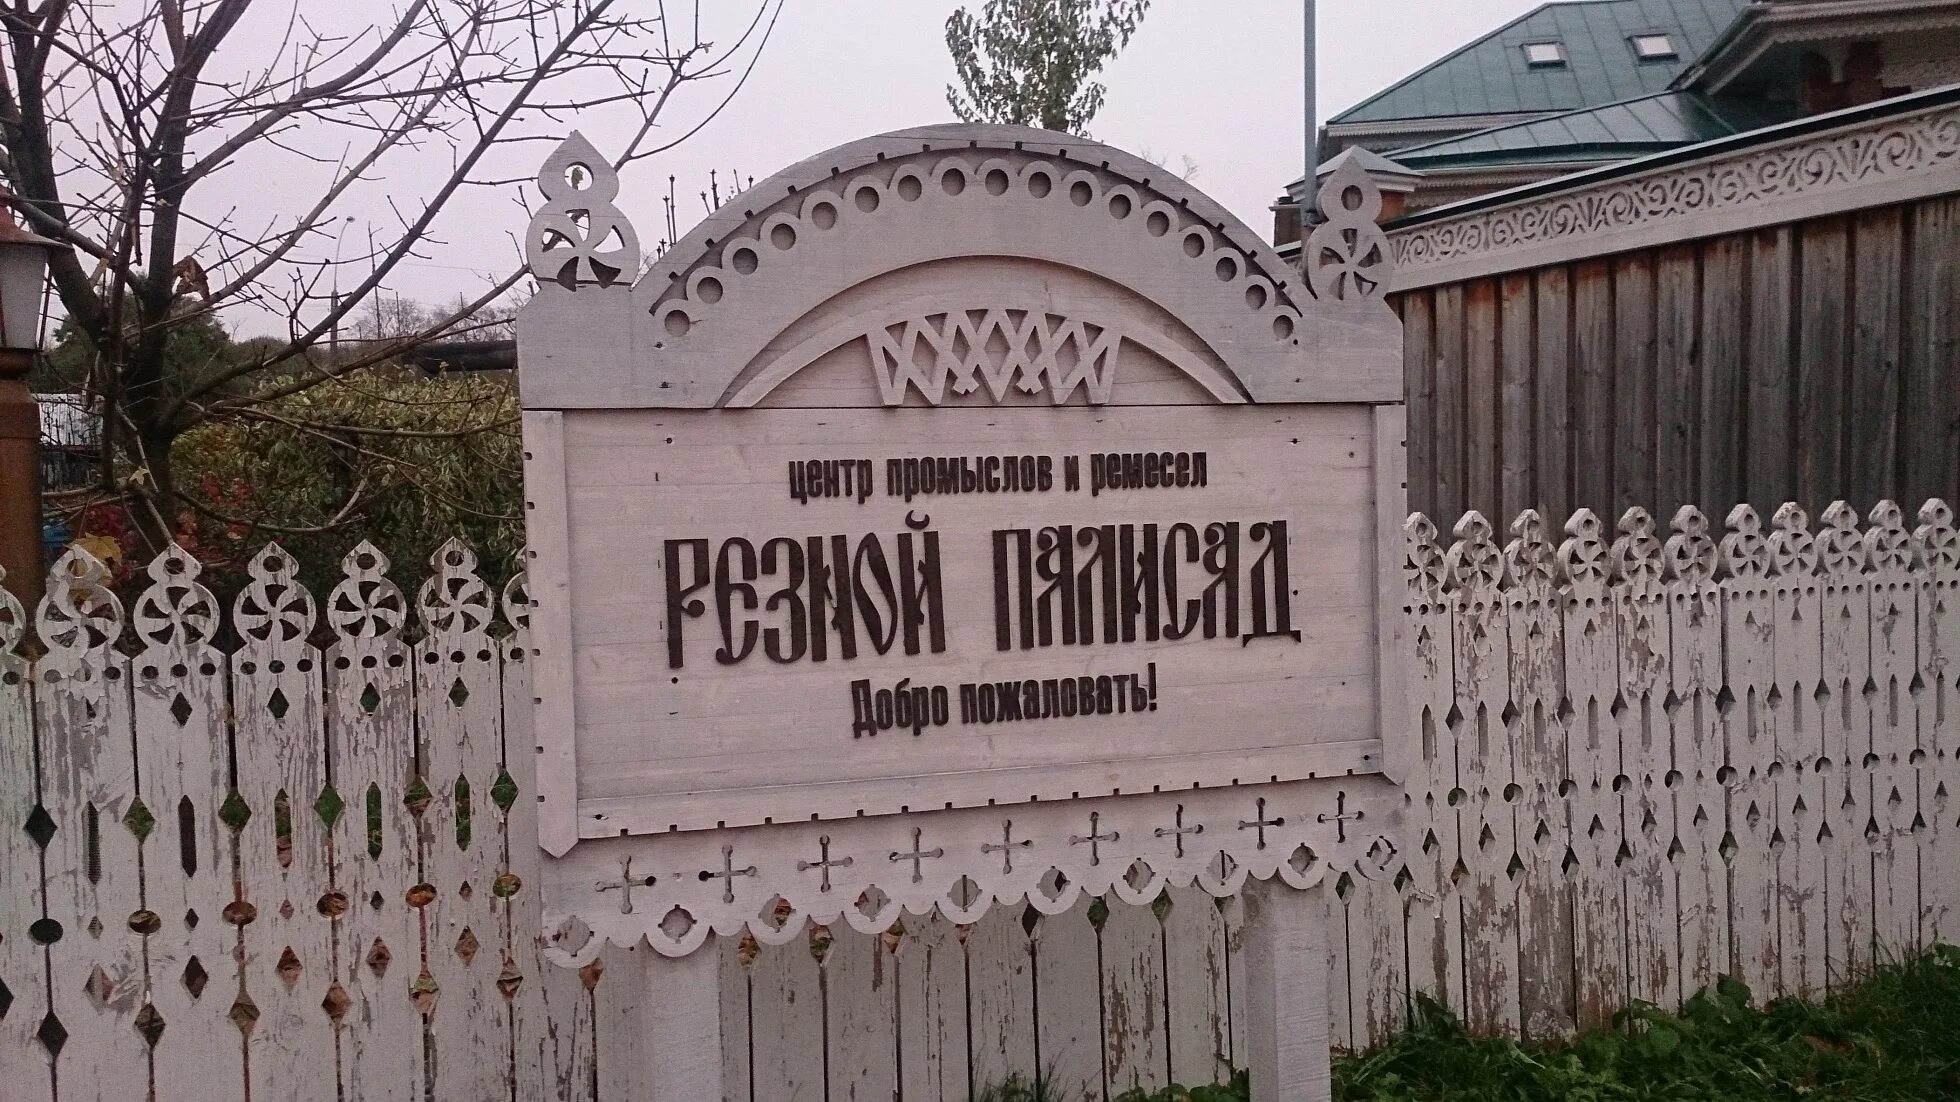 центр промыслов и ремесел
РЕЗНОЙ ПАЛИСАД
Добро пожаловать!